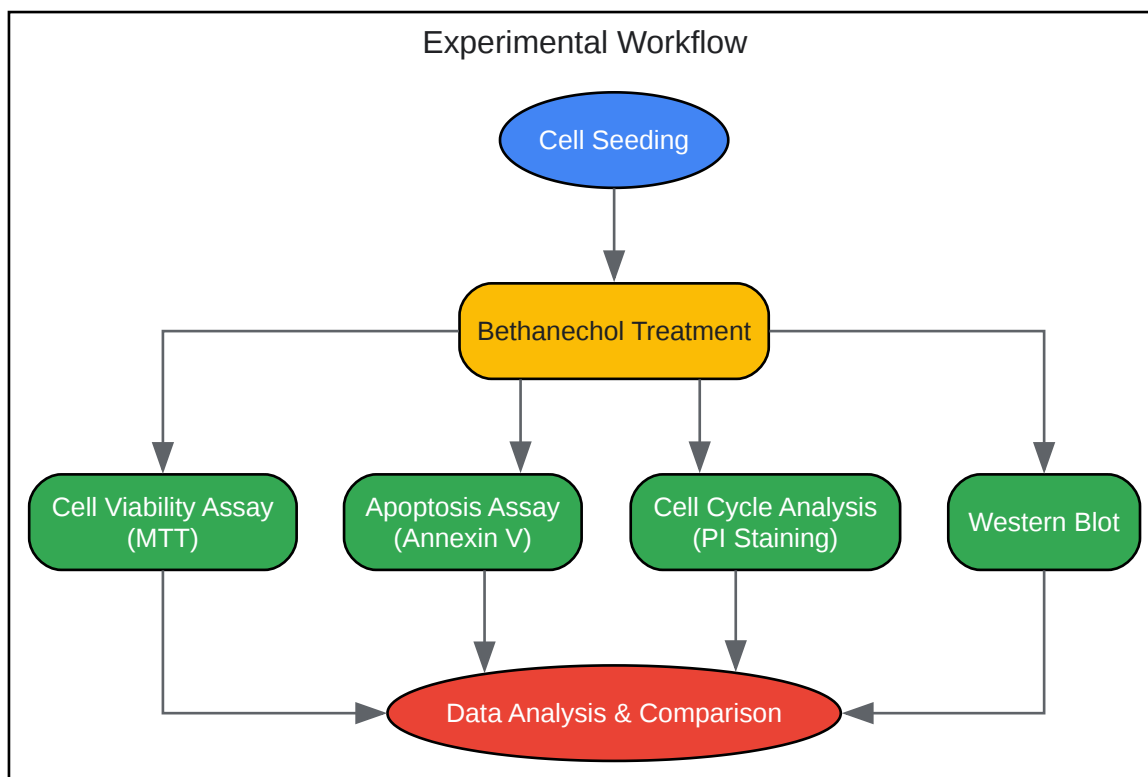 Experimental Workflow
Cell Seeding
Bethanechol Treatment
Cell Viability Assay
(MTT)
Apoptosis Assay
(Annexin V)
Cell Cycle Analysis
(PI Staining)
Western Blot
Data Analysis & Comparison